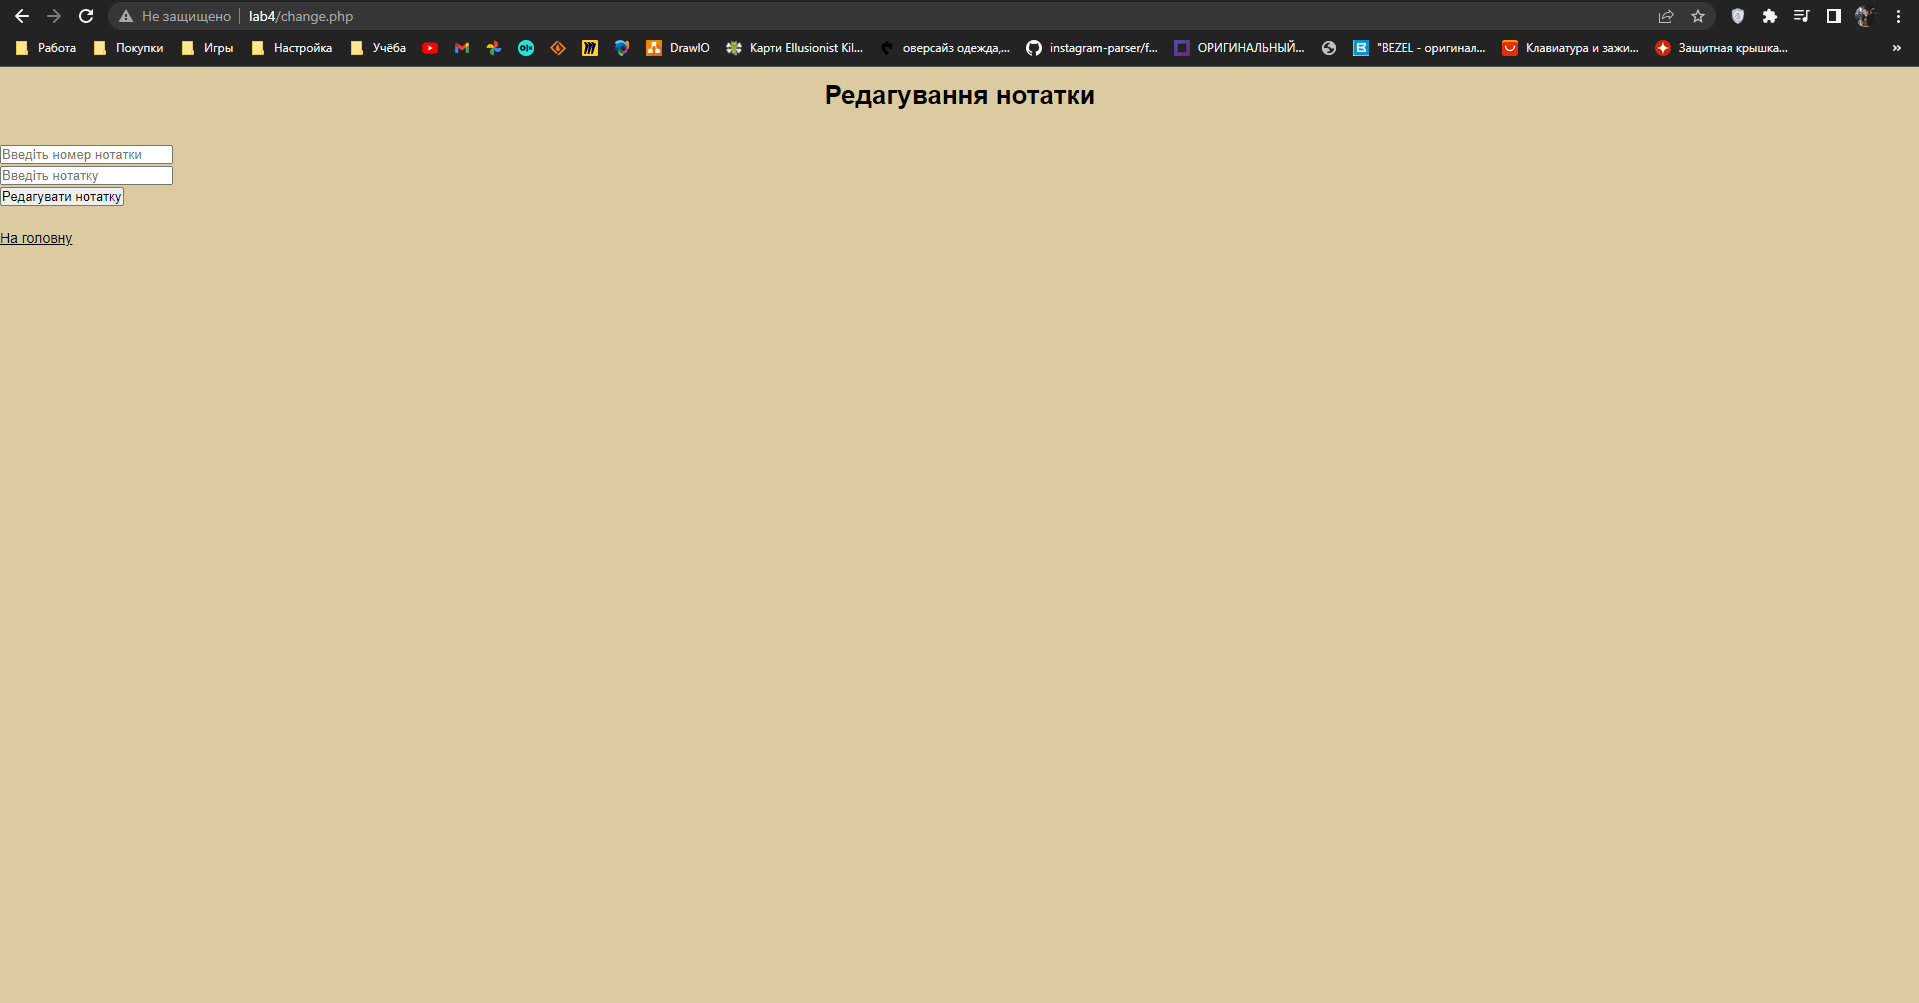 Не защищено lab4/change.php
Работа Покупки Игры Настройка Учёба DrawIO Карти Ellusionist Kil... оверсайз одежда,... instagram-parser/f... ОРИГИНАЛЬНЫЙ... "BEZEL - оригинал... Клавиатура и зажи... Защитная крышка... »
Редагування нотатки
Введіть номер нотатки
Введіть нотатку
Редагувати нотатку
На головну